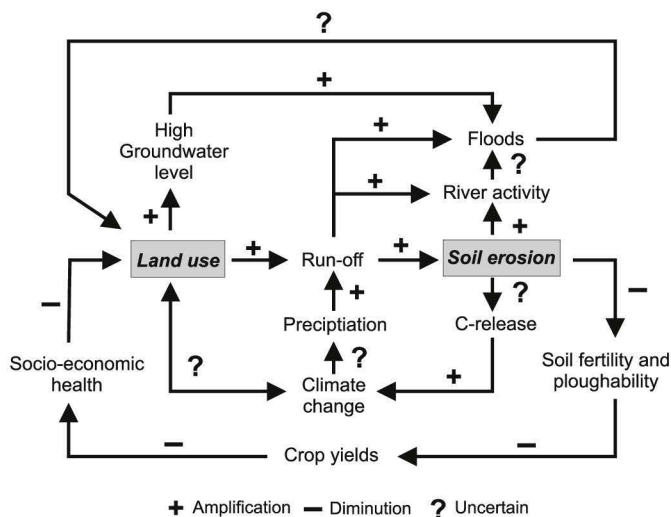 ?
+
High
Groundwater
level
+
Floods
?
+
River activity
+
+
Land use
+
Run-off
+
Soil erosion
–
+
?
–
Preciptiation
C-release
Socio-economic
health
?
?
Climate
change
+
Soil fertility and
ploughability
–
Crop yields
–
+ Amplification – Diminution ? Uncertain